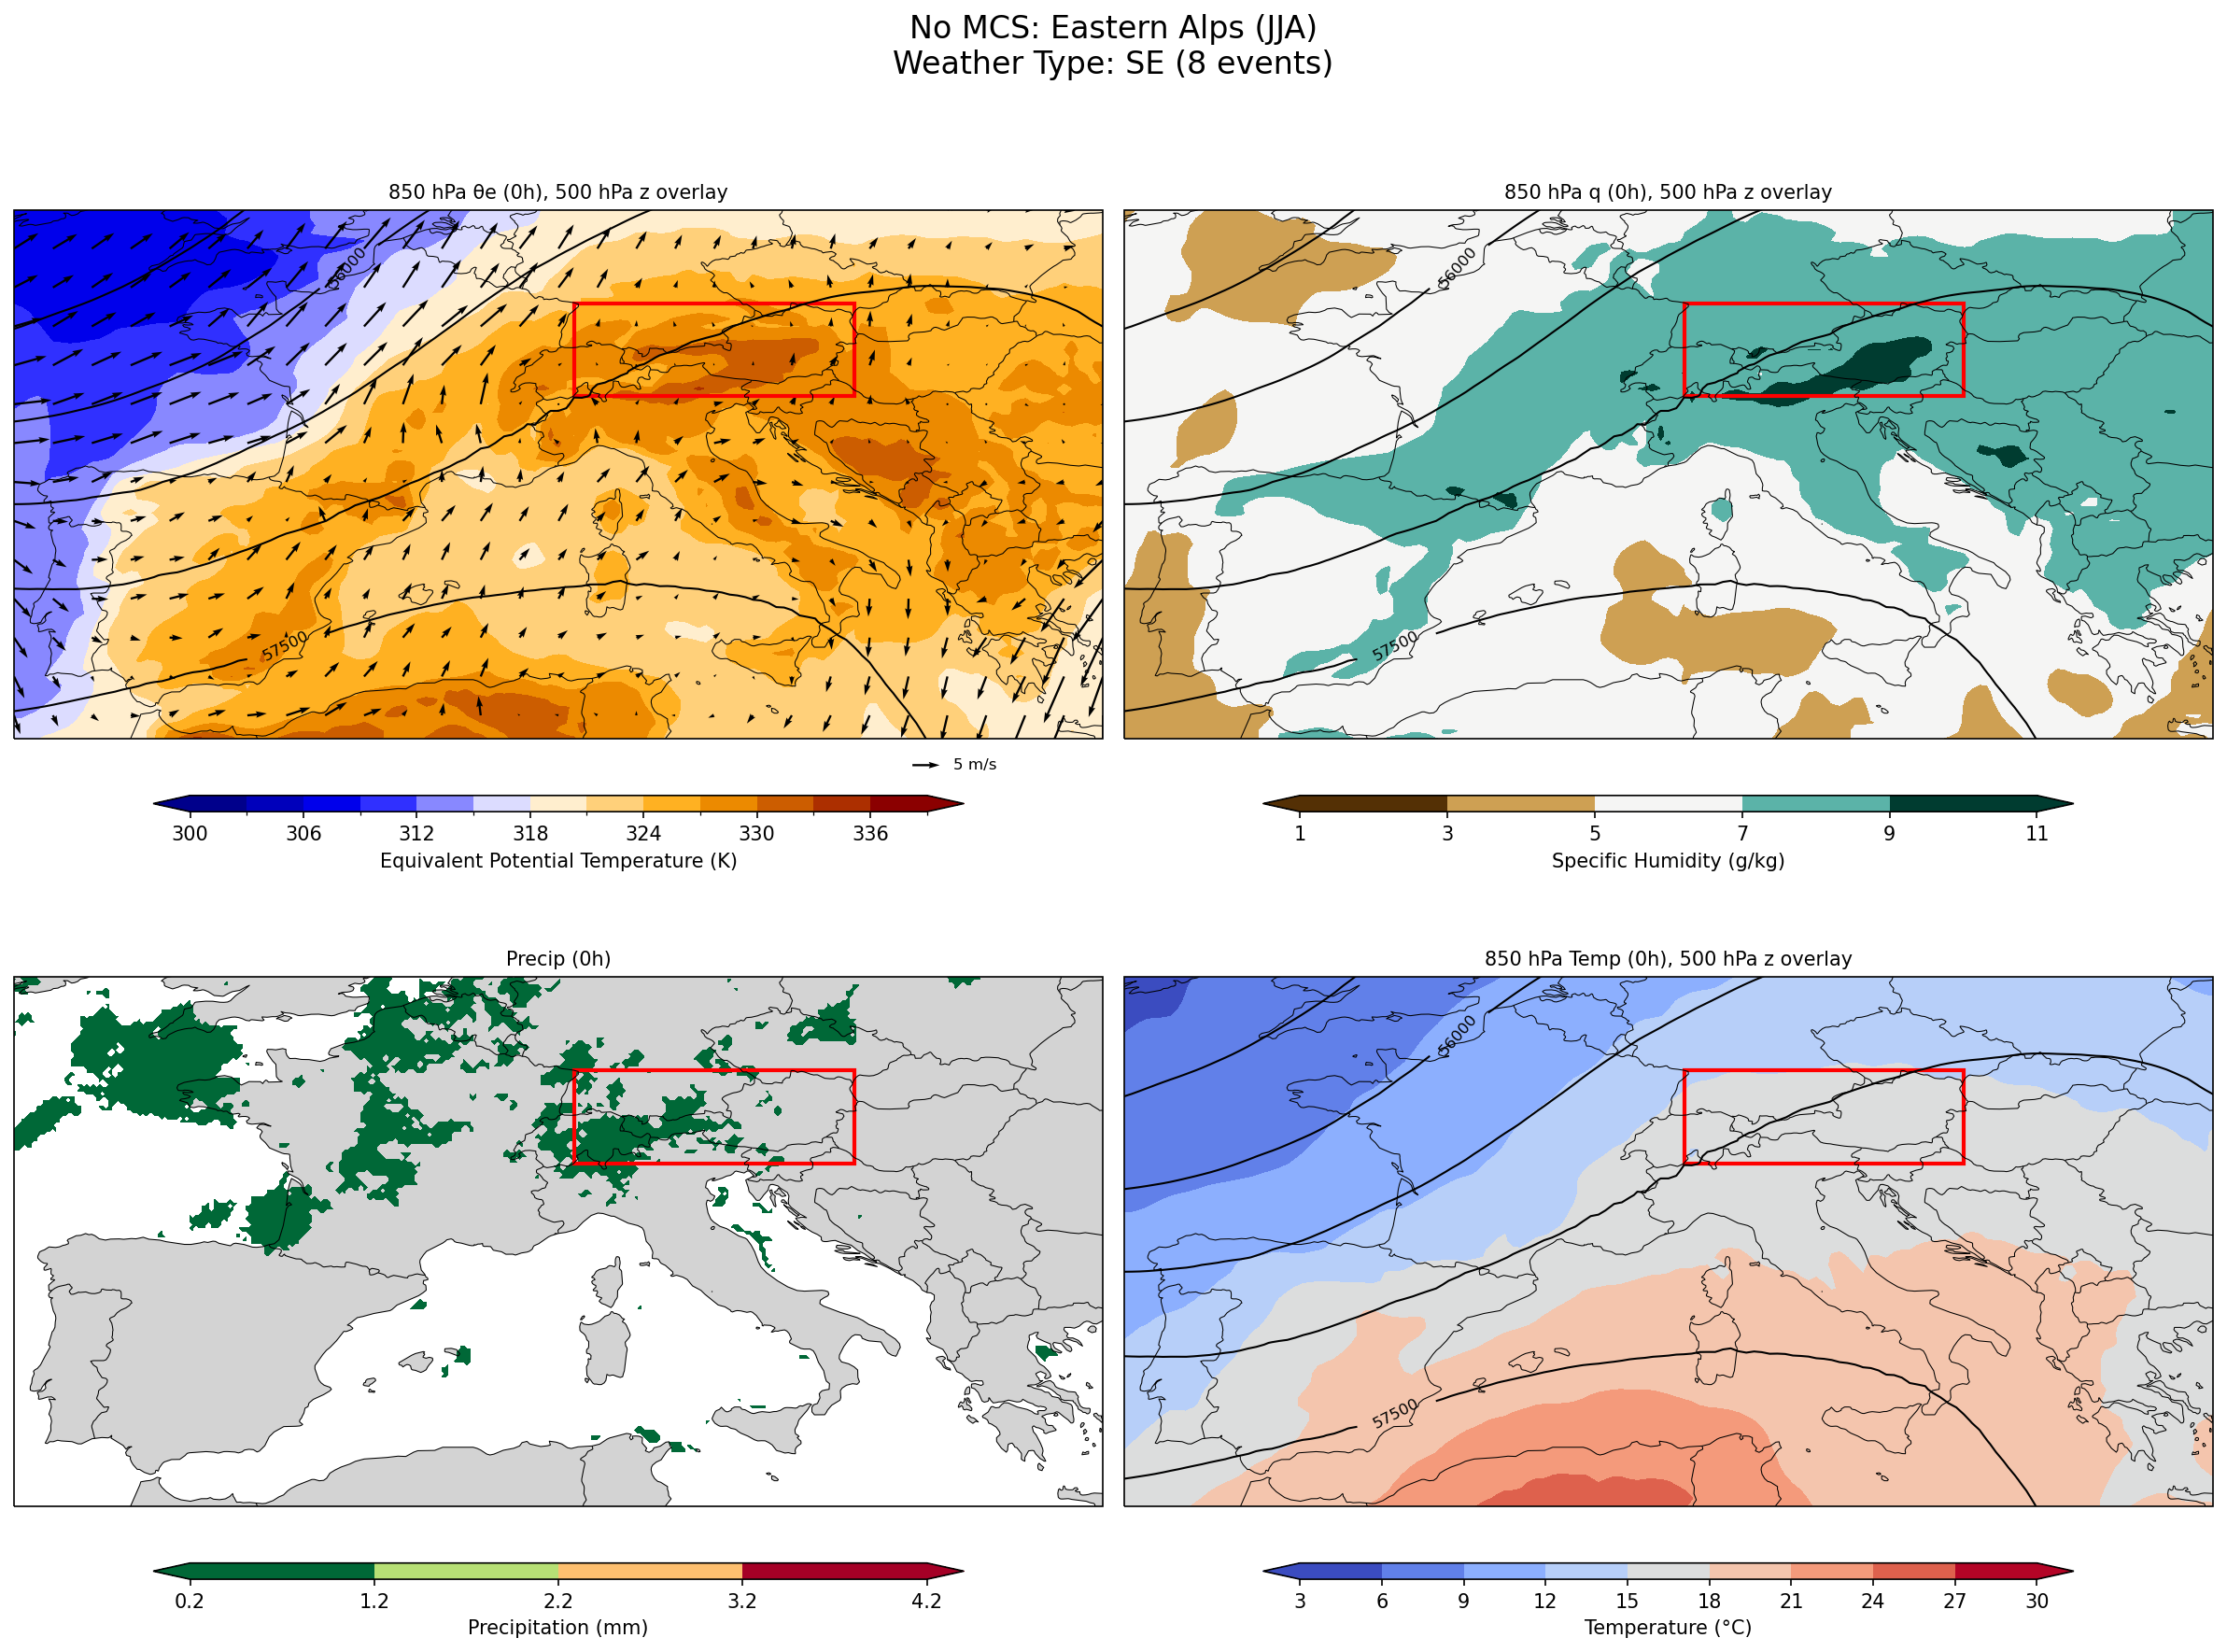 No MCS: Eastern Alps (JJA)
Weather Type: SE (8 events)
850 hPa θe (0h), 500 hPa z overlay
56000
57500
5 m/s
300 306 312 318 324 330 336
Equivalent Potential Temperature (K)
850 hPa q (0h), 500 hPa z overlay
56000
57500
1 3 5 7 9 11
Specific Humidity (g/kg)
Precip (0h)
0.2 1.2 2.2 3.2 4.2
Precipitation (mm)
850 hPa Temp (0h), 500 hPa z overlay
56000
57500
3 6 9 12 15 18 21 24 27 30
Temperature (°C)